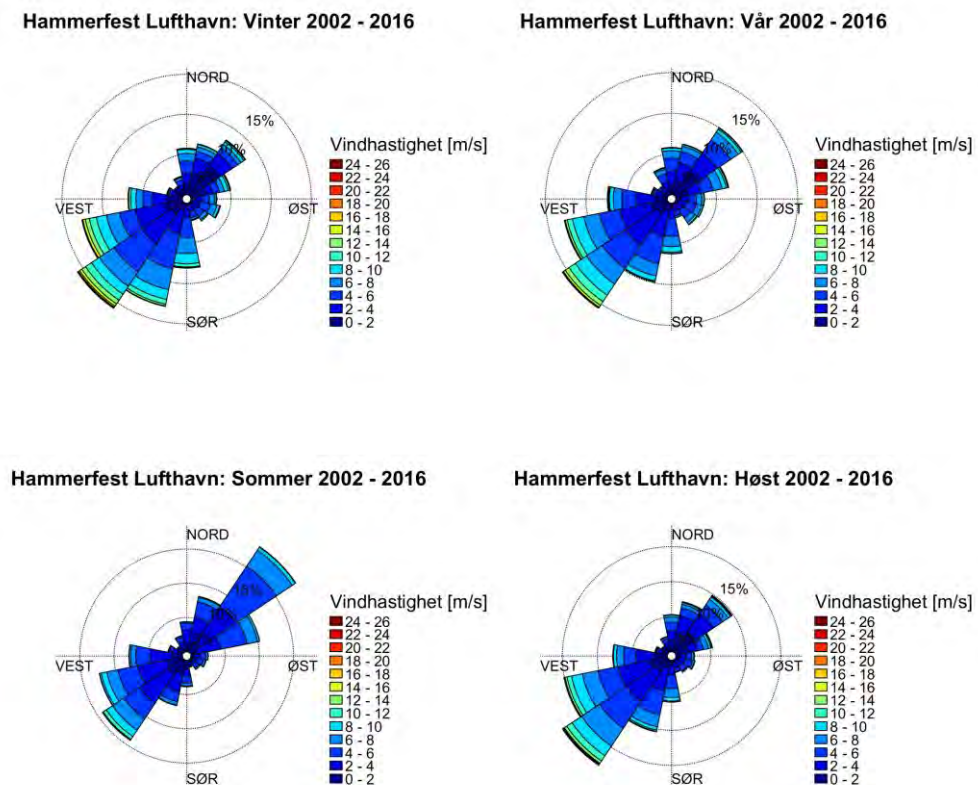 Hammerfest Lufthavn: Vinter 2002 - 2016
NORD
15%
10%
VEST
ØST
SØR
Vindhastighet [m/s]
24 - 26
22 - 24
20 - 22
18 - 20
16 - 18
14 - 16
12 - 14
10 - 12
8 - 10
6 - 8
4 - 6
2 - 4
0 - 2
Hammerfest Lufthavn: Vår 2002 - 2016
NORD
15%
10%
VEST
ØST
SØR
Vindhastighet [m/s]
24 - 26
22 - 24
20 - 22
18 - 20
16 - 18
14 - 16
12 - 14
10 - 12
8 - 10
6 - 8
4 - 6
2 - 4
0 - 2
Hammerfest Lufthavn: Sommer 2002 - 2016
NORD
15%
10%
VEST
ØST
SØR
Vindhastighet [m/s]
24 - 26
22 - 24
20 - 22
18 - 20
16 - 18
14 - 16
12 - 14
10 - 12
8 - 10
6 - 8
4 - 6
2 - 4
0 - 2
Hammerfest Lufthavn: Høst 2002 - 2016
NORD
15%
10%
VEST
ØST
SØR
Vindhastighet [m/s]
24 - 26
22 - 24
20 - 22
18 - 20
16 - 18
14 - 16
12 - 14
10 - 12
8 - 10
6 - 8
4 - 6
2 - 4
0 - 2